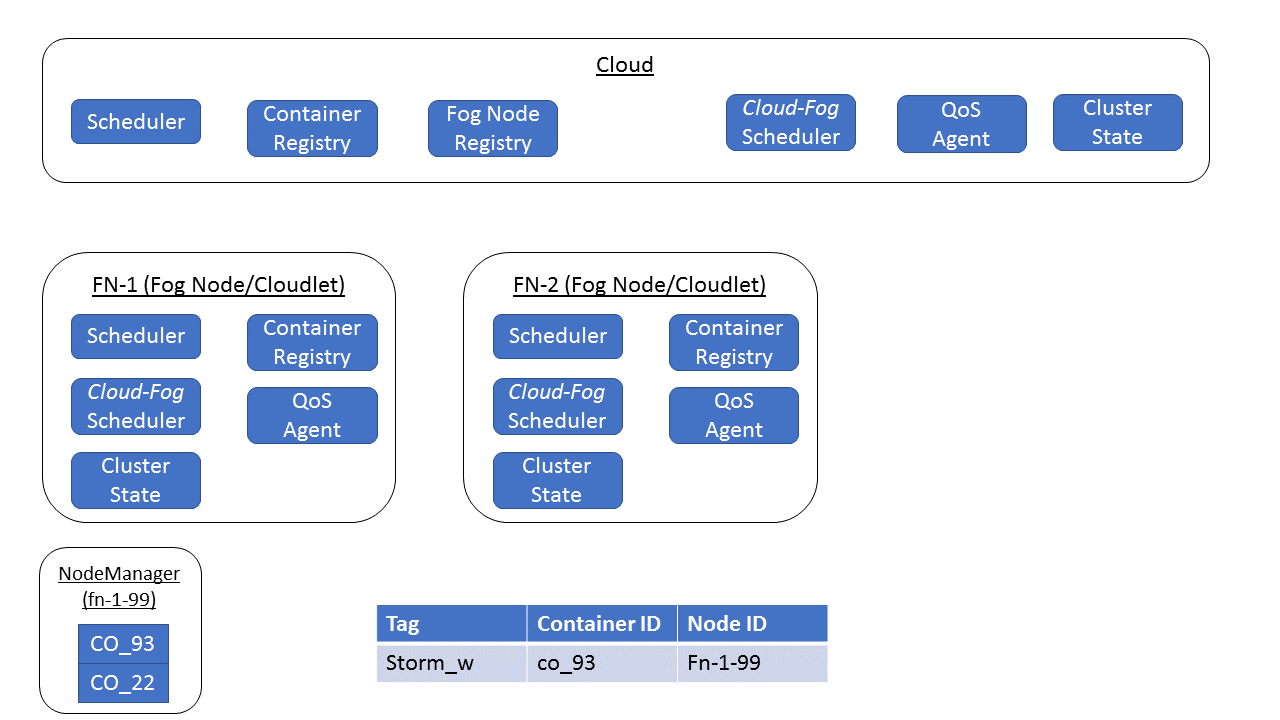 Cloud
Scheduler
Container
Registry
Fog Node
Registry
Cloud-Fog
Scheduler
QoS
Agent
Cluster
State
FN-1 (Fog Node/Cloudlet)
Scheduler
Container
Registry
Cloud-Fog
Scheduler
QoS
Agent
Cluster
State
FN-2 (Fog Node/Cloudlet)
Scheduler
Container
Registry
Cloud-Fog
Scheduler
QoS
Agent
Cluster
State
NodeManager
(fn-1-99)
CO_93
CO_22
Tag Container ID Node ID
Storm_w co_93 Fn-1-99